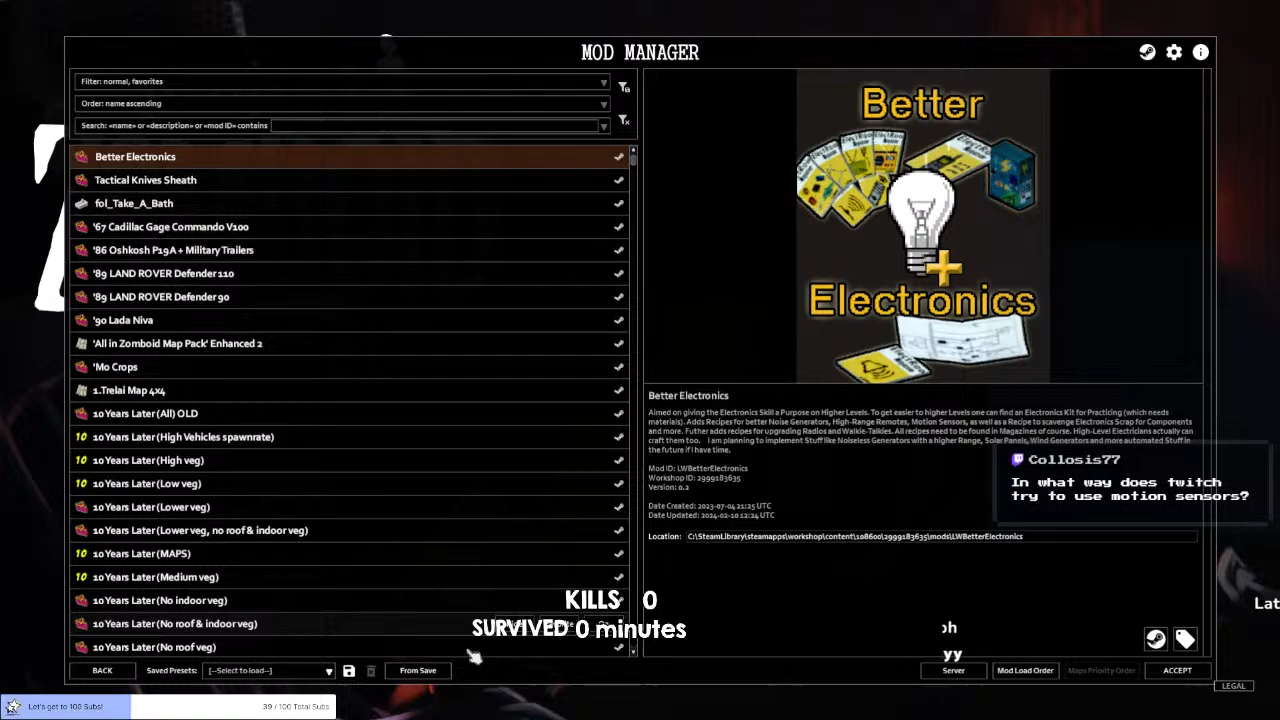 MOD MANAGER
Filter: normal, favorites
Order: name ascending
Search: «name» or «description» or «mod ID» contains
Better Electronics
Tactical Knives Sheath
fol_Take_A_Bath
'67 Cadillac Gage Commando V100
'86 Oshkosh P19A + Military Trailers
'89 LAND ROVER Defender 110
'89 LAND ROVER Defender 90
'90 Lada Niva
'All in Zomboid Map Pack' Enhanced 2
'Mo Crops
1.Trelai Map 4x4
10 Years Later (All) OLD
10 10 Years Later (High Vehicles spawnrate)
10 10 Years Later (High veg)
10 10 Years Later (Low veg)
10 Years Later (Lower veg)
10 Years Later (Lower veg, no roof & indoor veg)
10 10 Years Later (MAPS)
10 10 Years Later (Medium veg)
10 Years Later (No indoor veg)
10 Years Later (No roof & indoor veg)
10 Years Later (No roof veg)
Better
Electronics
Better Electronics
Aimed on giving the Electronics Skill a Purpose on Higher Levels. To get easier to higher Levels one can find an Electronics Kit for Practicing (which needs
materials). Adds Recipes for better Noise Generators, High-Range Remotes, Motion Sensors, as well as a Recipe to scavenge Electronics Scrap for Components
and more. Futher adds recipes for upgrading Radios and Walkie-Talkies. All recipes need to be found in Magazines of course. High-Level Electricians actually can
craft them too. I am planning to implement Stuff like Noiseless Generators with a higher Range, Solar Panels, Wind Generators and more automated Stuff in
the future if I have time.
Mod ID: LWBetterElectronics
Workshop ID: 2999183635
Version: 0.2
Date Created: 2023-07-04 21:25 UTC
Date Updated: 2024-02-10 12:24 UTC
Location: C:\SteamLibrary\steamapps\workshop\content\108600\2999183635\mods\LWBetterElectronics
Collosis77
In what way does twitch
try to use motion sensors?
KILLS 0
SURVIVED 0 minutes
Lat
ph
yy
BACK
Saved Presets: [--Select to load--]
From Save
Server
Mod Load Order
Maps Priority Order
ACCEPT
LEGAL
Let's get to 100 Subs!
39 / 100 Total Subs